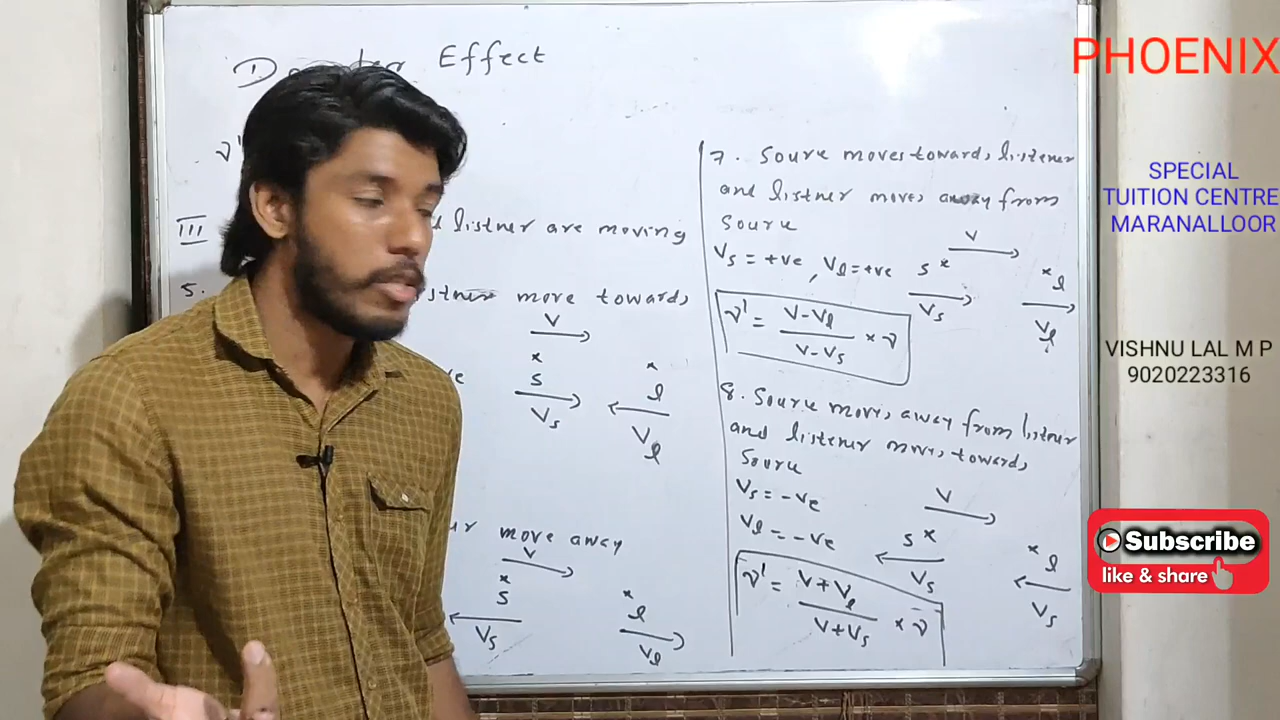 Effect
ν'
III listner are moving
5. move towards
V
x
s
Vs
x
l
Vl
move away
V
x
s
Vs
x
l
Vl
7. Soure moves towards listener
and listner moves away from
Soure
Vs = +ve , Vl = +ve
V
s x
Vs
x l
Vl
ν' = V-Vl / V-Vs × ν
8. Soure moves away from listner
and listener moves towards
Soure
Vs = -ve
Vl = -ve
V
s x
Vs
x l
Vs
ν' = V+Vl / V+Vs × ν
PHOENIX
SPECIAL
TUITION CENTRE
MARANALLOOR
VISHNU LAL M P
9020223316
Subscribe
like & share